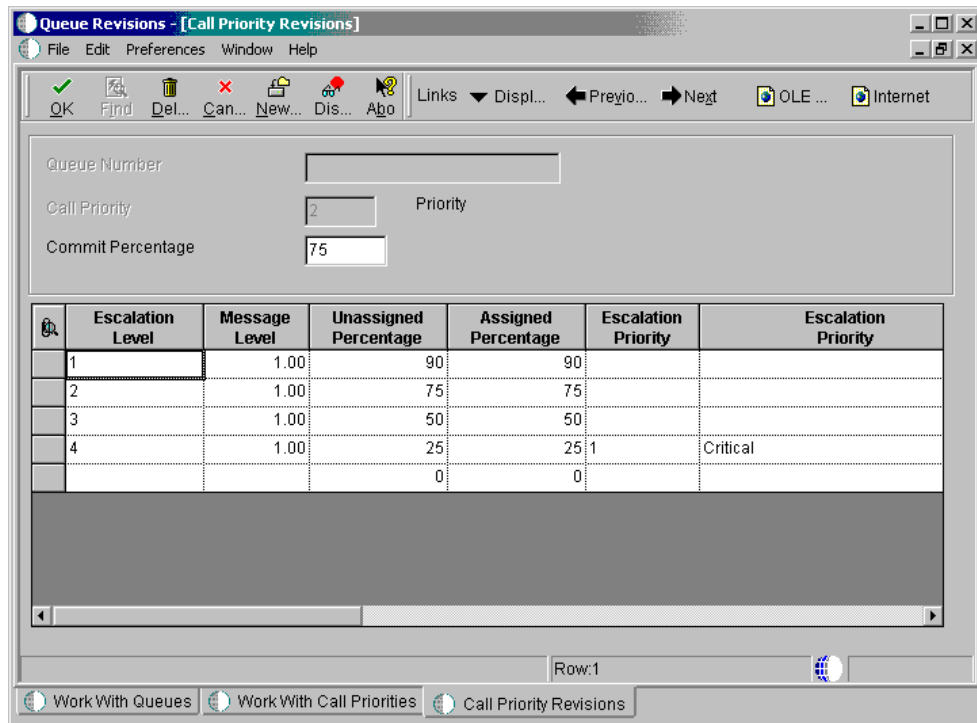 Queue Revisions - [Call Priority Revisions]
File Edit Preferences Window Help
OK Find Del... Can... New... Dis... Abo Links Displ... Previo... Next OLE ... Internet
Queue Number
Call Priority 2 Priority
Commit Percentage 75
Escalation Level Message Level Unassigned Percentage Assigned Percentage Escalation Priority Escalation Priority
1 1.00 90 90
2 1.00 75 75
3 1.00 50 50
4 1.00 25 25 1 Critical
0 0
Row:1
Work With Queues Work With Call Priorities Call Priority Revisions